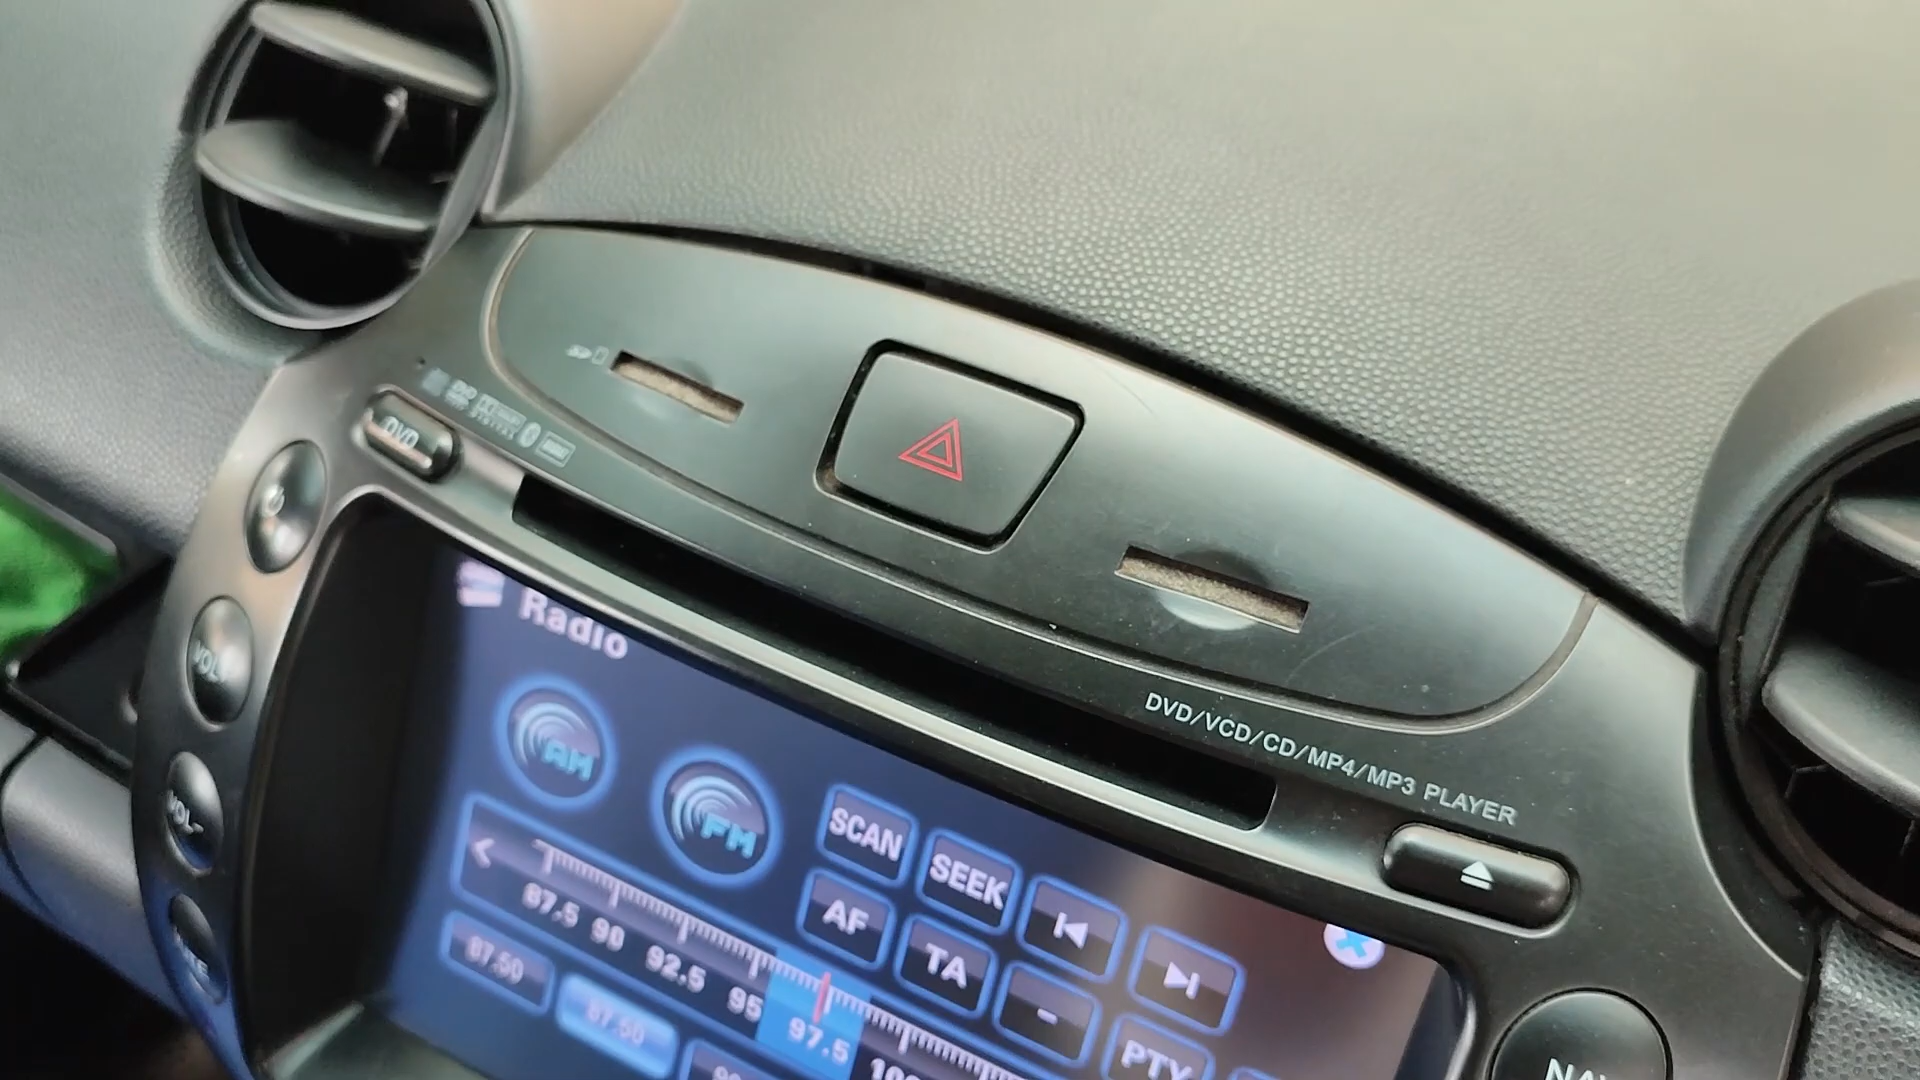 DVD
DIGITAL
DVD/VCD/CD/MP4/MP3 PLAYER
VOL-
Radio
AM
FM
SCAN
SEEK
AF
TA
-
PTY
87.5 90 92.5 95 97.5
87.50
87.50